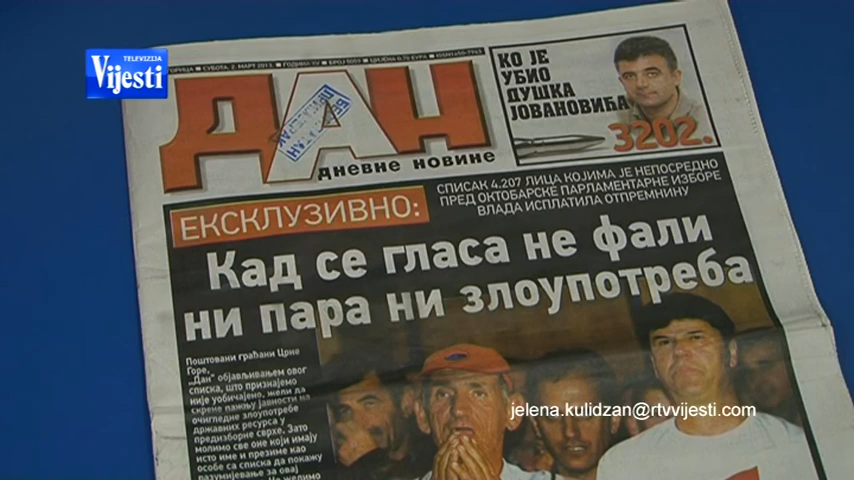 TELEVIZIJA
Vijesti
СУБОТА, 2. МАРТ 2013.
ДАН
БЕСПЛАТАН
ПРИМЈЕРАК
дневне новине
КО ЈЕ
УБИО
ДУШКА
ЈОВАНОВИЋА
3202.
ЕКСКЛУЗИВНО:
СПИСАК 4.207 ЛИЦА КОЈИМА ЈЕ НЕПОСРЕДНО
ПРЕД ОКТОБАРСКЕ ПАРЛАМЕНТАРНЕ ИЗБОРЕ
ВЛАДА ИСПЛАТИЛА ОТПРЕМНИНУ
Кад се гласа не фали
ни пара ни злоупотреба
Поштовани грађани Црне
Горе,
„Дан" објављивањем овог
списка, што признајемо
није уобичајено, жели да
скрене пажњу јавности на
очигледне злоупотребе
државних ресурса у
предизборне сврхе. Зато
молимо све оне који имају
исто име и презиме као
особе са списка да покажу
разумијевање за овај
Не желимо
jelena.kulidzan@rtvvijesti.com